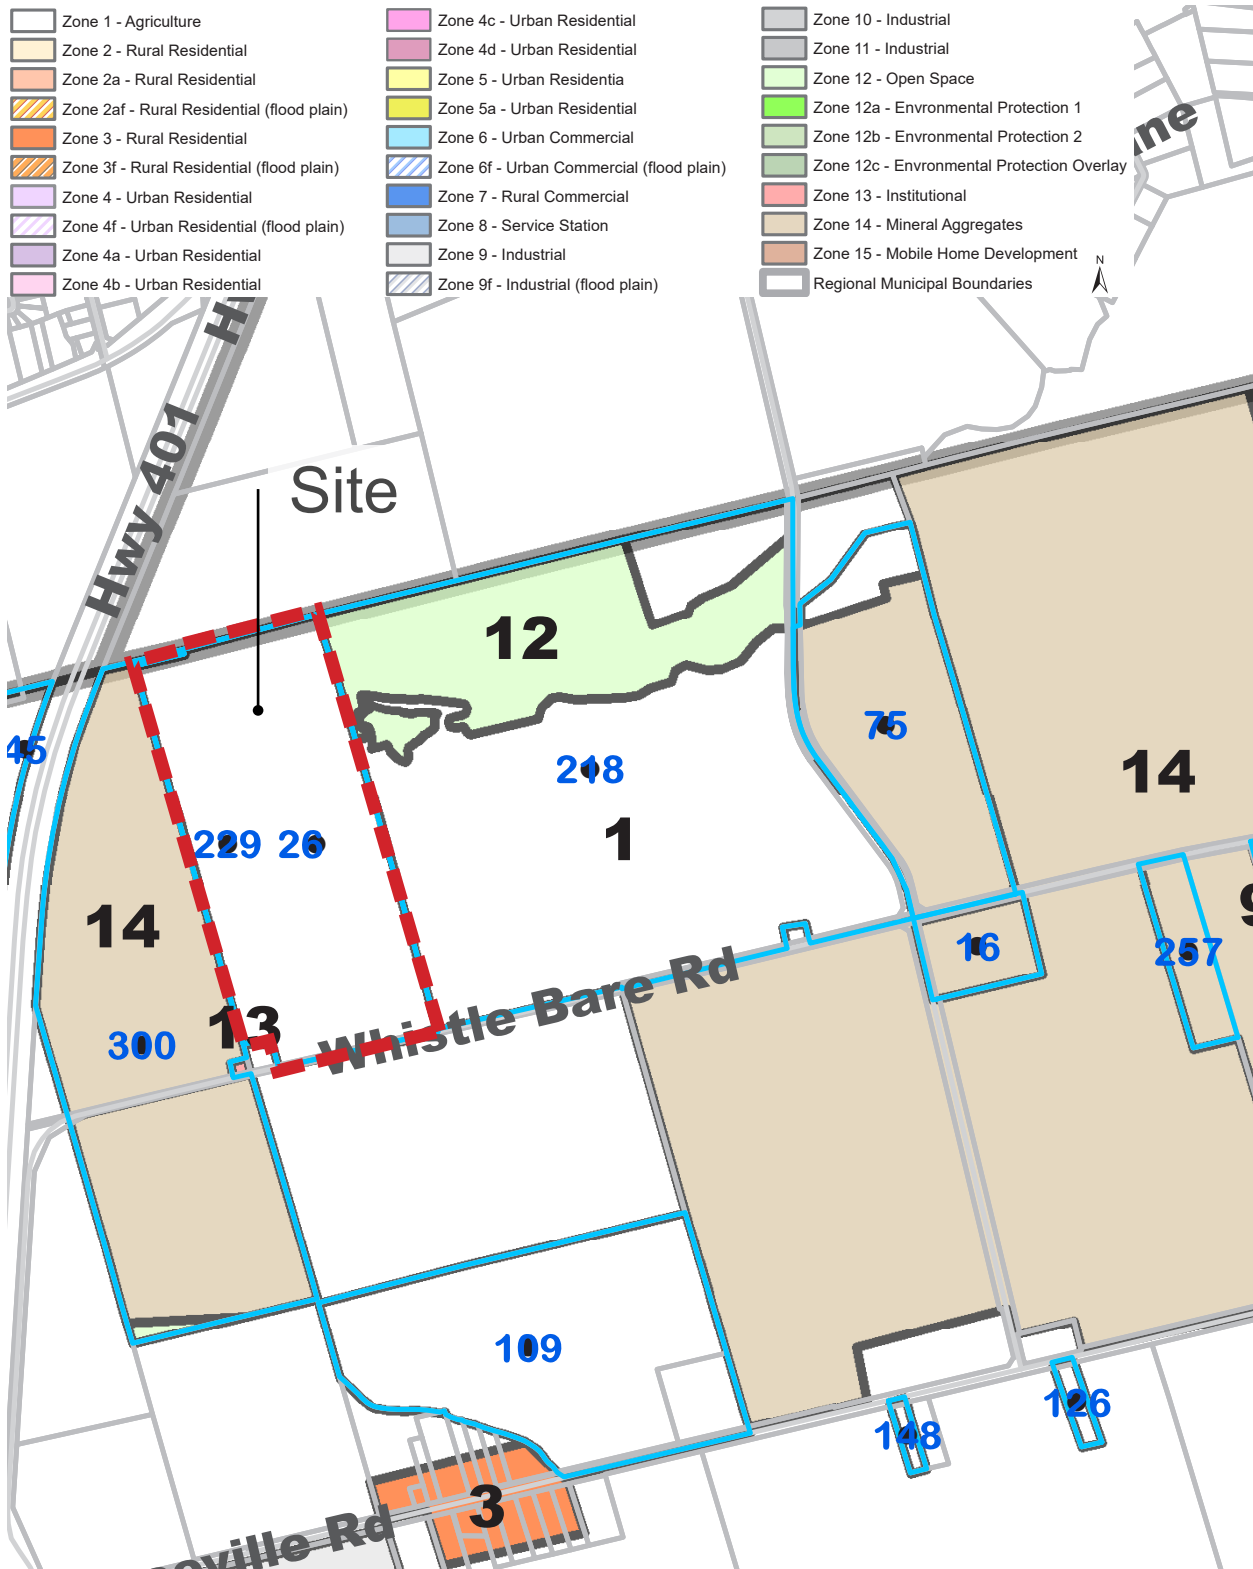 Zone 1 - Agriculture
Zone 2 - Rural Residential
Zone 2a - Rural Residential
Zone 2af - Rural Residential (flood plain)
Zone 3 - Rural Residential
Zone 3f - Rural Residential (flood plain)
Zone 4 - Urban Residential
Zone 4f - Urban Residential (flood plain)
Zone 4a - Urban Residential
Zone 4b - Urban Residential
Zone 4c - Urban Residential
Zone 4d - Urban Residential
Zone 5 - Urban Residentia
Zone 5a - Urban Residential
Zone 6 - Urban Commercial
Zone 6f - Urban Commercial (flood plain)
Zone 7 - Rural Commercial
Zone 8 - Service Station
Zone 9 - Industrial
Zone 9f - Industrial (flood plain)
Zone 10 - Industrial
Zone 11 - Industrial
Zone 12 - Open Space
Zone 12a - Envronmental Protection 1
Zone 12b - Envronmental Protection 2
Zone 12c - Envronmental Protection Overlay
Zone 13 - Institutional
Zone 14 - Mineral Aggregates
Zone 15 - Mobile Home Development
Regional Municipal Boundaries
N
Hwy 401
Site
12
75
45
218
14
1
26
14
9
16
13
300
Whistle Bare Rd
109
126
148
3